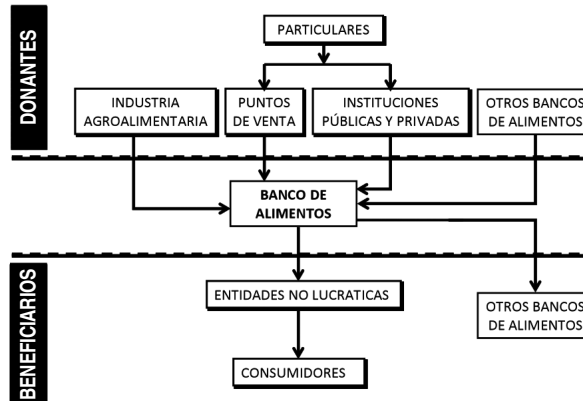 DONANTES
PARTICULARES
INDUSTRIA
AGROALIMENTARIA
PUNTOS
DE VENTA
INSTITUCIONES
PÚBLICAS Y PRIVADAS
OTROS BANCOS
DE ALIMENTOS
BANCO DE
ALIMENTOS
BENEFICIARIOS
ENTIDADES NO LUCRATICAS
OTROS BANCOS
DE ALIMENTOS
CONSUMIDORES